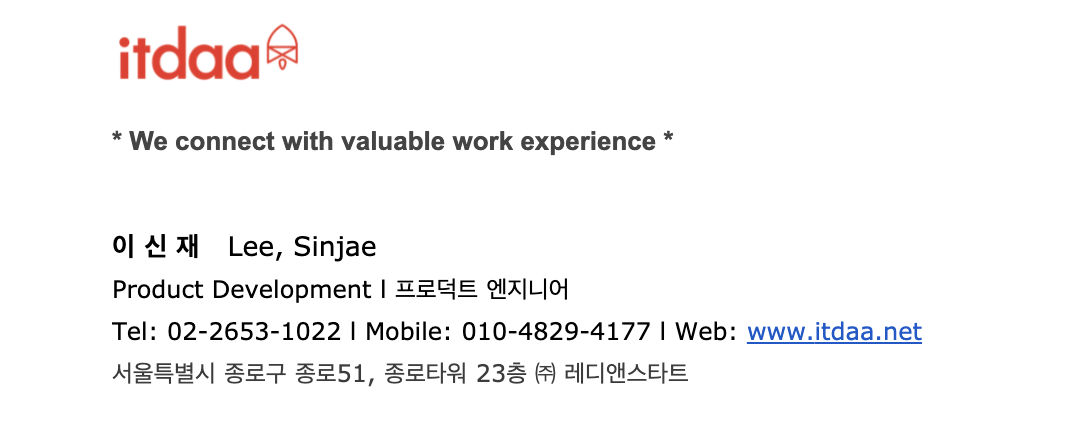 itdaa
* We connect with valuable work experience *
이 신 재 Lee, Sinjae
Product Development l 프로덕트 엔지니어
Tel: 02-2653-1022 l Mobile: 010-4829-4177 l Web: www.itdaa.net
서울특별시 종로구 종로51, 종로타워 23층 ㈜ 레디앤스타트